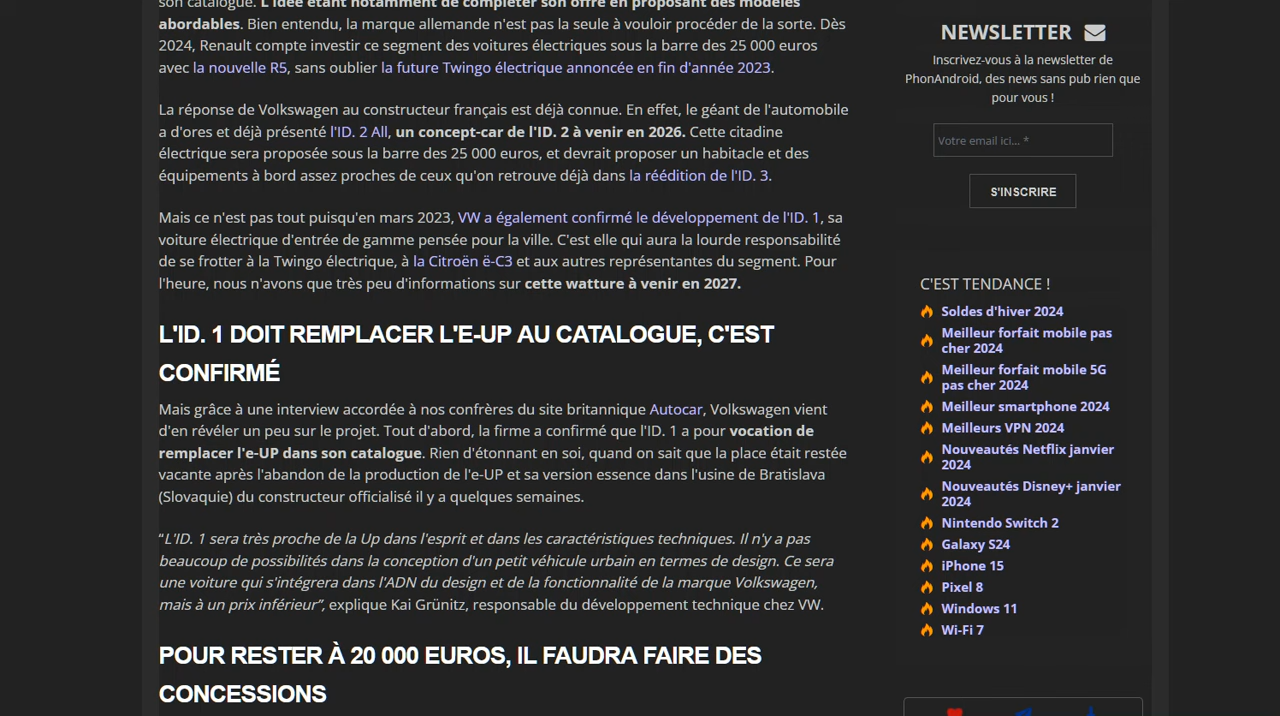 son catalogue. L'idée étant notamment de compléter son offre en proposant des modèles
abordables. Bien entendu, la marque allemande n'est pas la seule à vouloir procéder de la sorte. Dès
2024, Renault compte investir ce segment des voitures électriques sous la barre des 25 000 euros
avec la nouvelle R5, sans oublier la future Twingo électrique annoncée en fin d'année 2023.
La réponse de Volkswagen au constructeur français est déjà connue. En effet, le géant de l'automobile
a d'ores et déjà présenté l'ID. 2 All, un concept-car de l'ID. 2 à venir en 2026. Cette citadine
électrique sera proposée sous la barre des 25 000 euros, et devrait proposer un habitacle et des
équipements à bord assez proches de ceux qu'on retrouve déjà dans la réédition de l'ID. 3.
Mais ce n'est pas tout puisqu'en mars 2023, VW a également confirmé le développement de l'ID. 1, sa
voiture électrique d'entrée de gamme pensée pour la ville. C'est elle qui aura la lourde responsabilité
de se frotter à la Twingo électrique, à la Citroën ë-C3 et aux autres représentantes du segment. Pour
l'heure, nous n'avons que très peu d'informations sur cette watture à venir en 2027.
L'ID. 1 DOIT REMPLACER L'E-UP AU CATALOGUE, C'EST
CONFIRMÉ
Mais grâce à une interview accordée à nos confrères du site britannique Autocar, Volkswagen vient
d'en révéler un peu sur le projet. Tout d'abord, la firme a confirmé que l'ID. 1 a pour vocation de
remplacer l'e-UP dans son catalogue. Rien d'étonnant en soi, quand on sait que la place était restée
vacante après l'abandon de la production de l'e-UP et sa version essence dans l'usine de Bratislava
(Slovaquie) du constructeur officialisé il y a quelques semaines.
“L'ID. 1 sera très proche de la Up dans l'esprit et dans les caractéristiques techniques. Il n'y a pas
beaucoup de possibilités dans la conception d'un petit véhicule urbain en termes de design. Ce sera
une voiture qui s'intégrera dans l'ADN du design et de la fonctionnalité de la marque Volkswagen,
mais à un prix inférieur”, explique Kai Grünitz, responsable du développement technique chez VW.
POUR RESTER À 20 000 EUROS, IL FAUDRA FAIRE DES
CONCESSIONS
NEWSLETTER
Inscrivez-vous à la newsletter de
PhonAndroid, des news sans pub rien que
pour vous !
Votre email ici... *
S'INSCRIRE
C'EST TENDANCE !
Soldes d'hiver 2024
Meilleur forfait mobile pas
cher 2024
Meilleur forfait mobile 5G
pas cher 2024
Meilleur smartphone 2024
Meilleurs VPN 2024
Nouveautés Netflix janvier
2024
Nouveautés Disney+ janvier
2024
Nintendo Switch 2
Galaxy S24
iPhone 15
Pixel 8
Windows 11
Wi-Fi 7